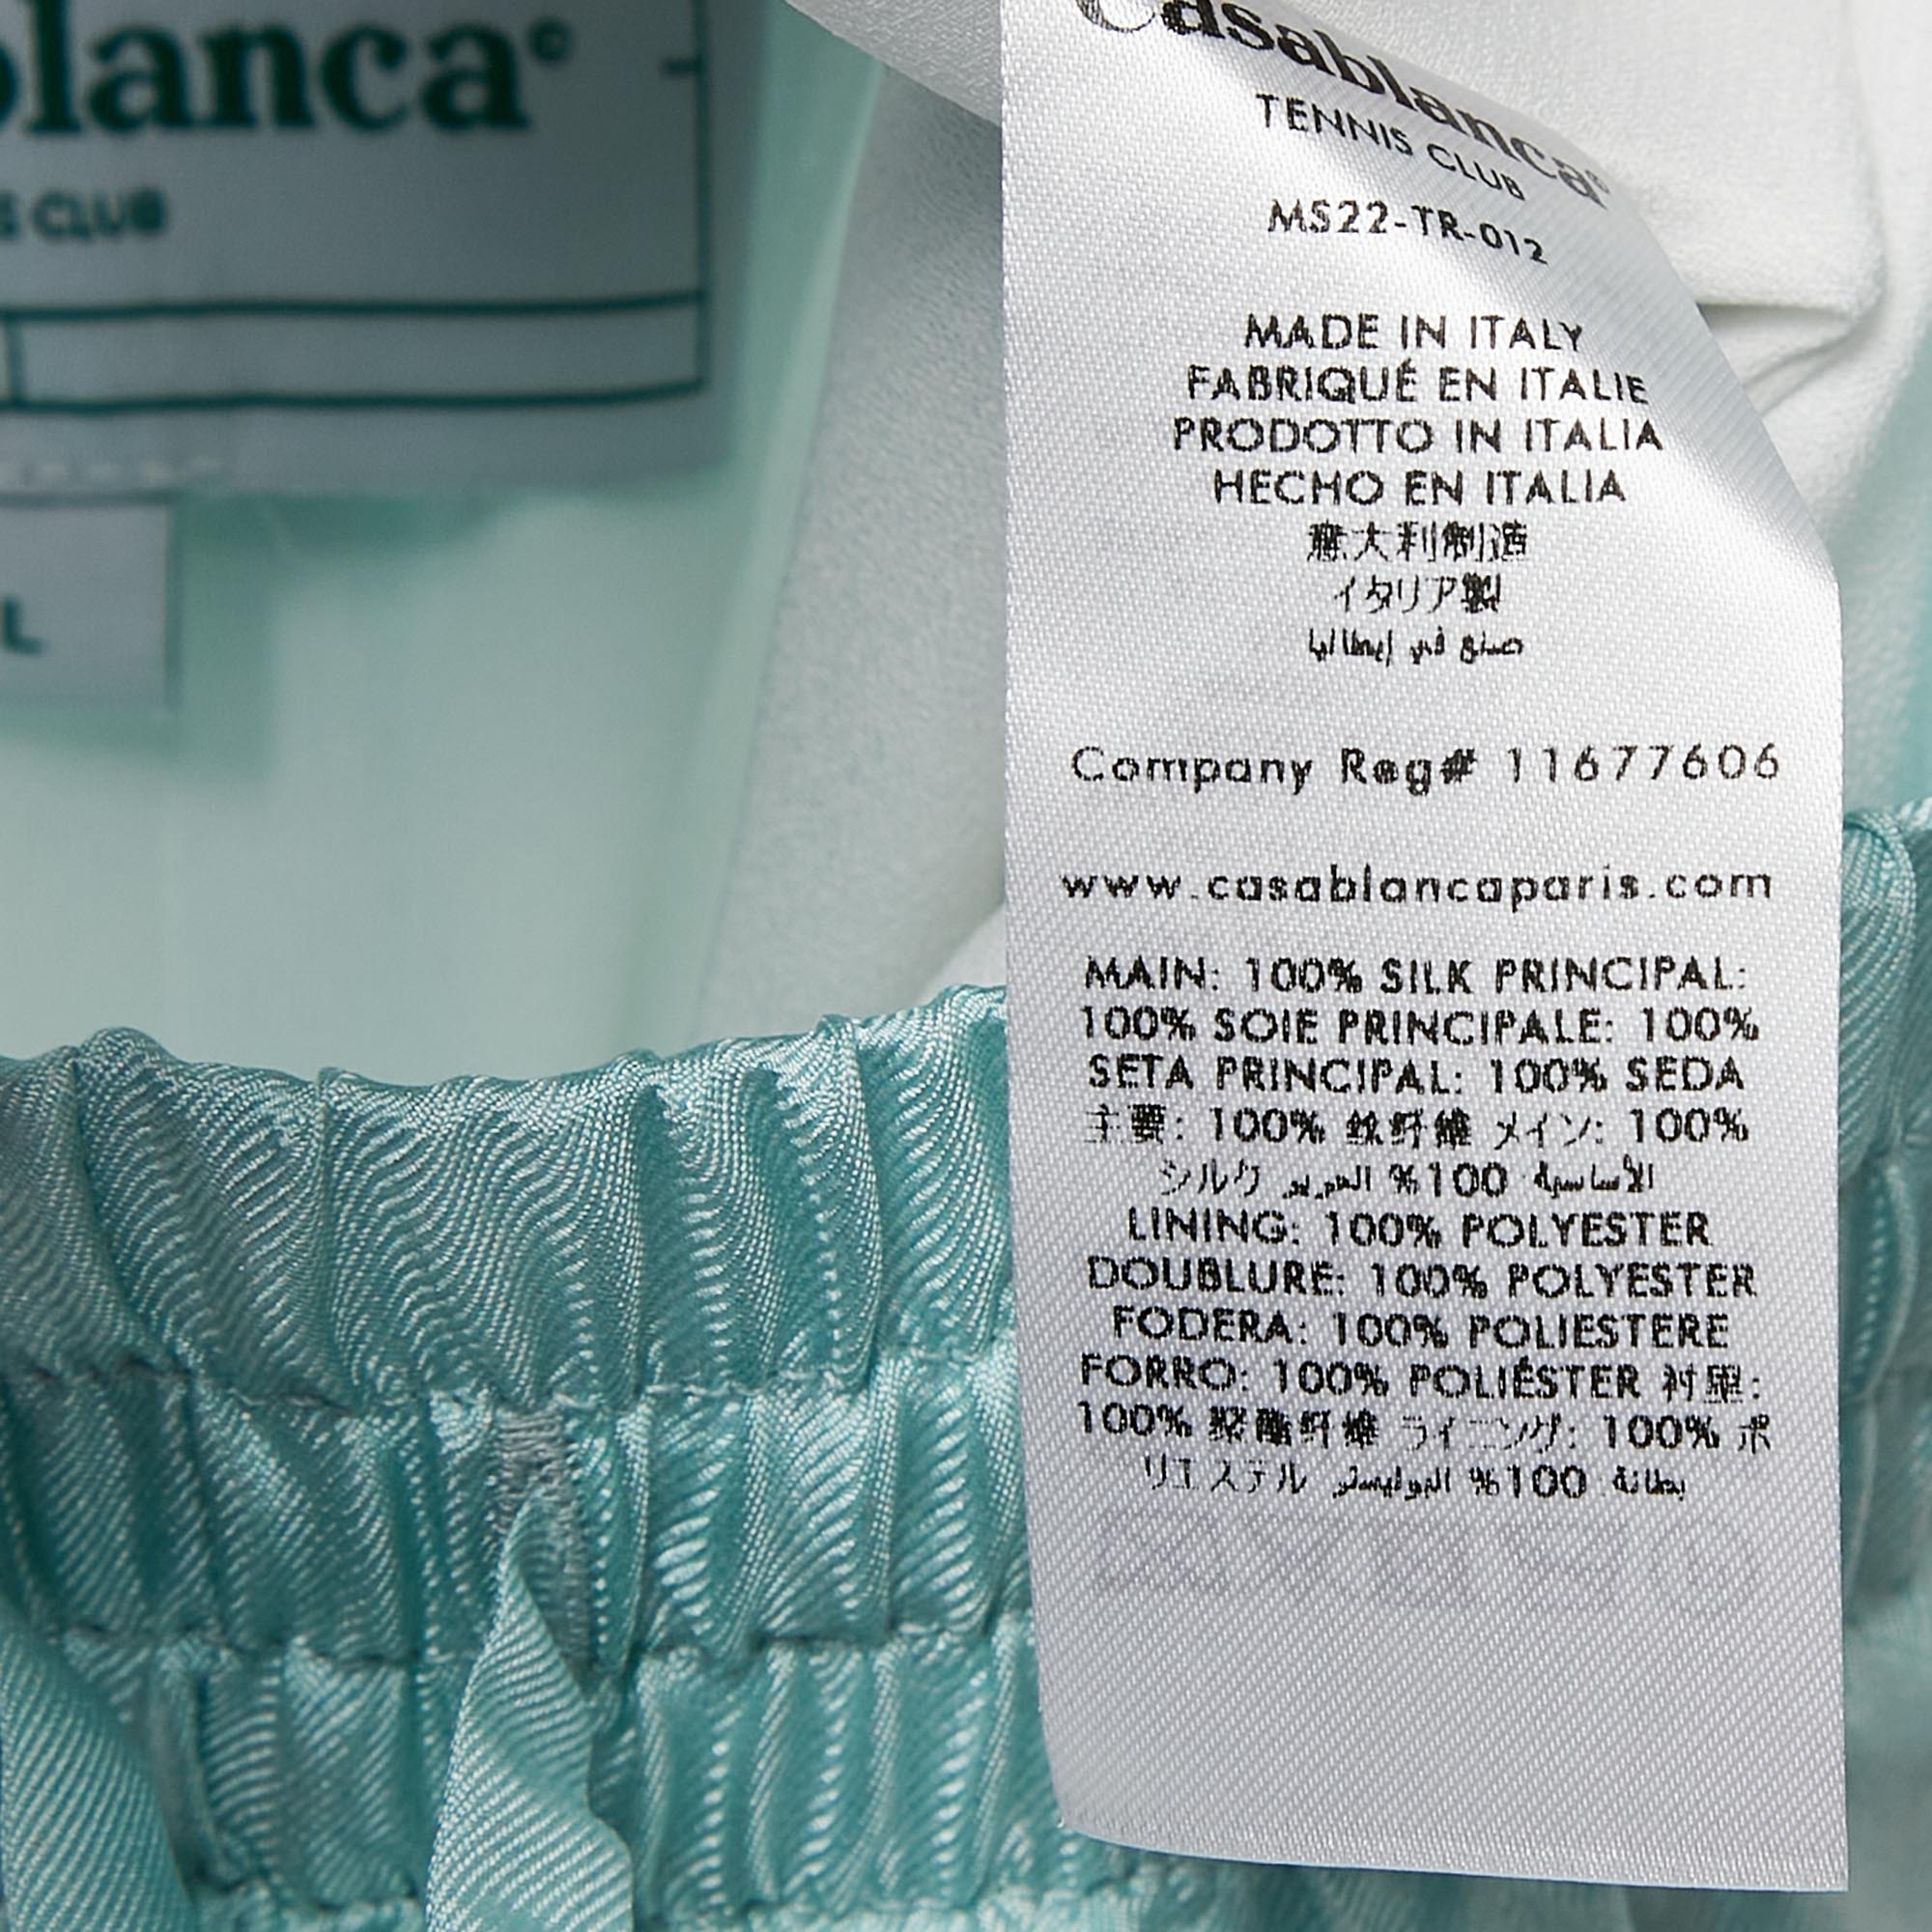 blanca©
S CLUB
L
Casablanca©
TENNIS CLUB
MS22-TR-012
MADE IN ITALY
FABRIQUÉ EN ITALIE
PRODOTTO IN ITALIA
HECHO EN ITALIA
意大利制造
イタリア製
صنع في إيطاليا
Company Reg# 11677606
www.casablancaparis.com
MAIN: 100% SILK PRINCIPAL:
100% SOIE PRINCIPALE: 100%
SETA PRINCIPAL: 100% SEDA
主要: 100% 丝纤维 メイン: 100%
シルク الأساسية 100% الحرير
LINING: 100% POLYESTER
DOUBLURE: 100% POLYESTER
FODERA: 100% POLIESTERE
FORRO: 100% POLIÉSTER 衬里:
100% 聚酯纤维 ライニング: 100% ポ
リエステル بطانة 100% البوليستر